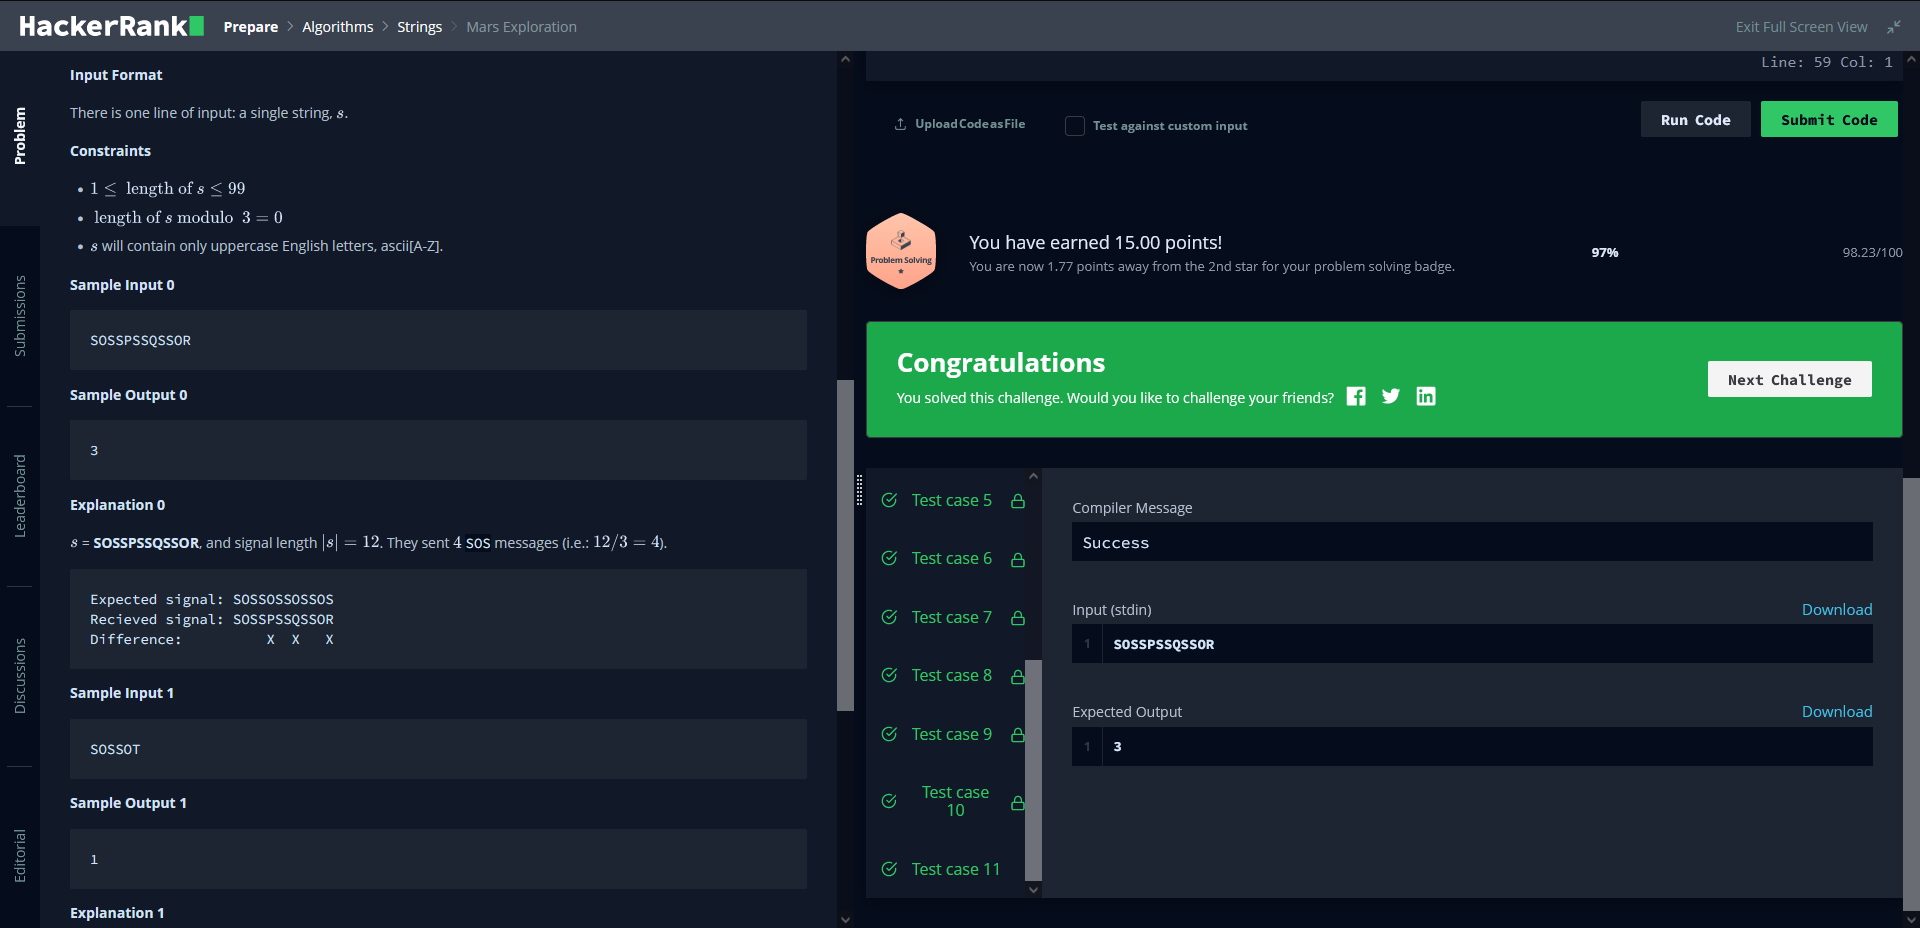 HackerRank
Prepare > Algorithms > Strings > Mars Exploration
Exit Full Screen View
Problem
Submissions
Leaderboard
Discussions
Editorial
Input Format
There is one line of input: a single string, s.
Constraints
• 1 ≤ length of s ≤ 99
• length of s modulo 3 = 0
• s will contain only uppercase English letters, ascii[A-Z].
Sample Input 0
SOSSPSSQSSOR
Sample Output 0
3
Explanation 0
s = SOSSPSSQSSOR, and signal length |s| = 12. They sent 4 SOS messages (i.e.: 12/3 = 4).
Expected signal: SOSSOSSOSSOS
Recieved signal: SOSSPSSQSSOR
Difference:          X  X   X
Sample Input 1
SOSSOT
Sample Output 1
1
Explanation 1
Line: 59 Col: 1
Upload Code as File
Test against custom input
Run Code
Submit Code
Problem Solving
You have earned 15.00 points!
You are now 1.77 points away from the 2nd star for your problem solving badge.
97%
98.23/100
Congratulations
You solved this challenge. Would you like to challenge your friends?
Next Challenge
Test case 5
Test case 6
Test case 7
Test case 8
Test case 9
Test case
10
Test case 11
Compiler Message
Success
Input (stdin)
Download
1 SOSSPSSQSSOR
Expected Output
Download
1 3